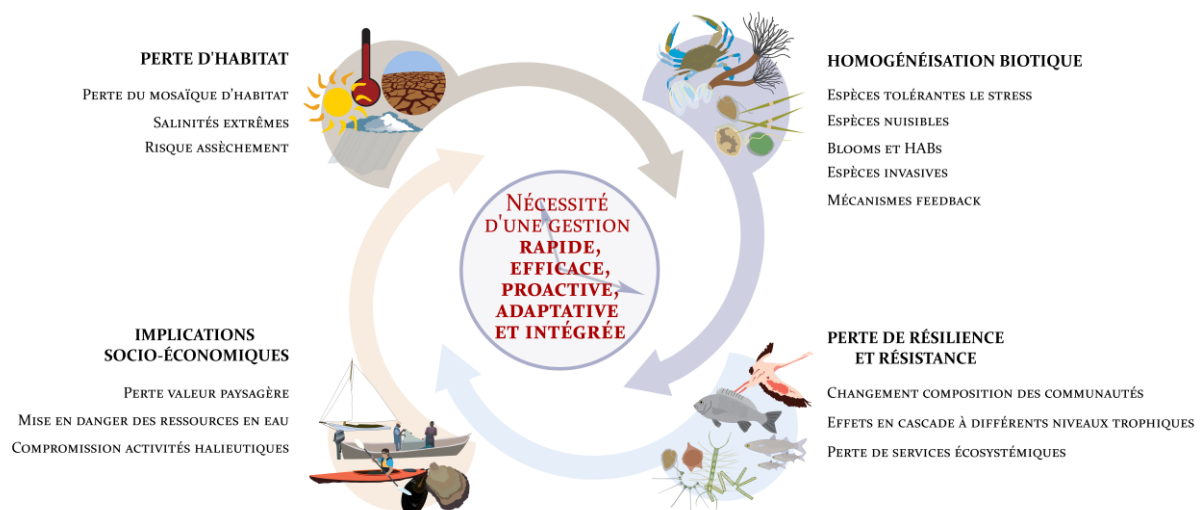 PERTE D'HABITAT
PERTE DU MOSAÏQUE D'HABITAT
SALINITÉS EXTRÊMES
RISQUE ASSÈCHEMENT
HOMOGÉNÉISATION BIOTIQUE
ESPÈCES TOLÉRANTES LE STRESS
ESPÈCES NUISIBLES
BLOOMS ET HABS
ESPÈCES INVASIVES
MÉCANISMES FEEDBACK
NÉCESSITÉ
D'UNE GESTION
RAPIDE,
EFFICACE,
PROACTIVE,
ADAPTATIVE
ET INTÉGRÉE
IMPLICATIONS
SOCIO-ÉCONOMIQUES
PERTE VALEUR PAYSAGÈRE
MISE EN DANGER DES RESSOURCES EN EAU
COMPROMISSION ACTIVITÉS HALIEUTIQUES
PERTE DE RÉSILIENCE
ET RÉSISTANCE
CHANGEMENT COMPOSITION DES COMMUNAUTÉS
EFFETS EN CASCADE À DIFFÉRENTS NIVEAUX TROPHIQUES
PERTE DE SERVICES ÉCOSYSTÉMIQUES